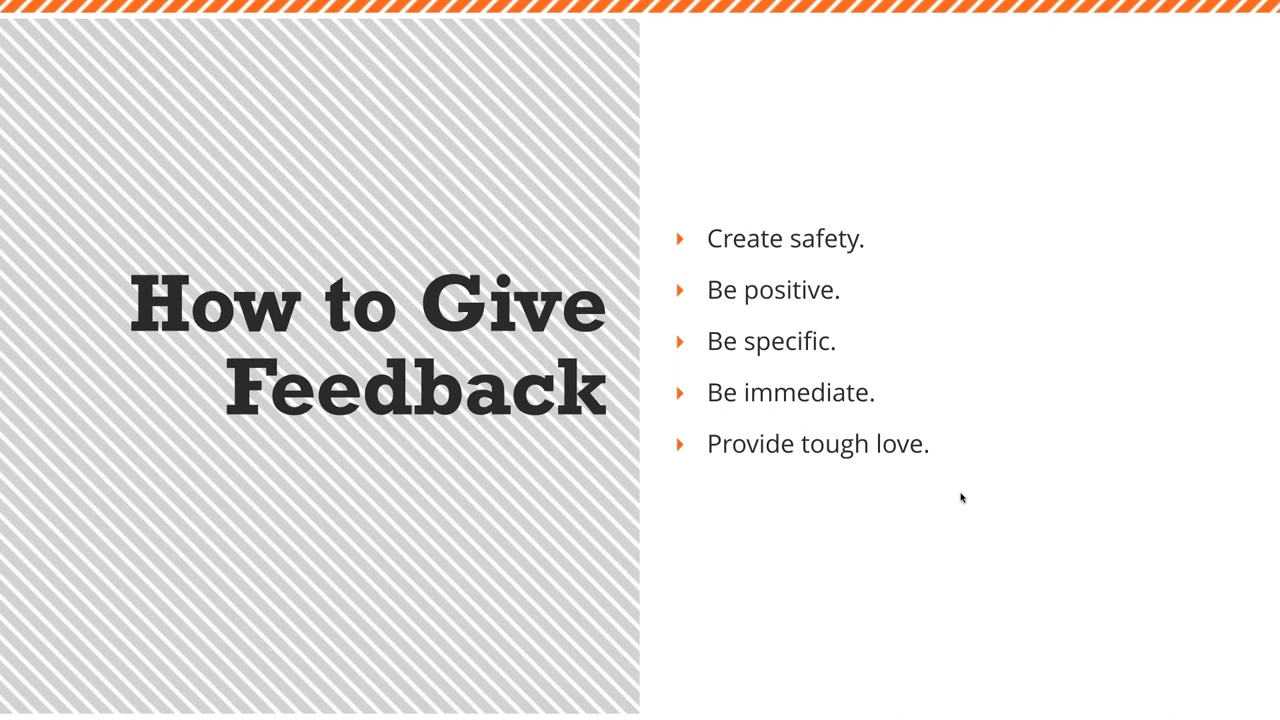 How to Give
Feedback
Create safety.
Be positive.
Be specific.
Be immediate.
Provide tough love.